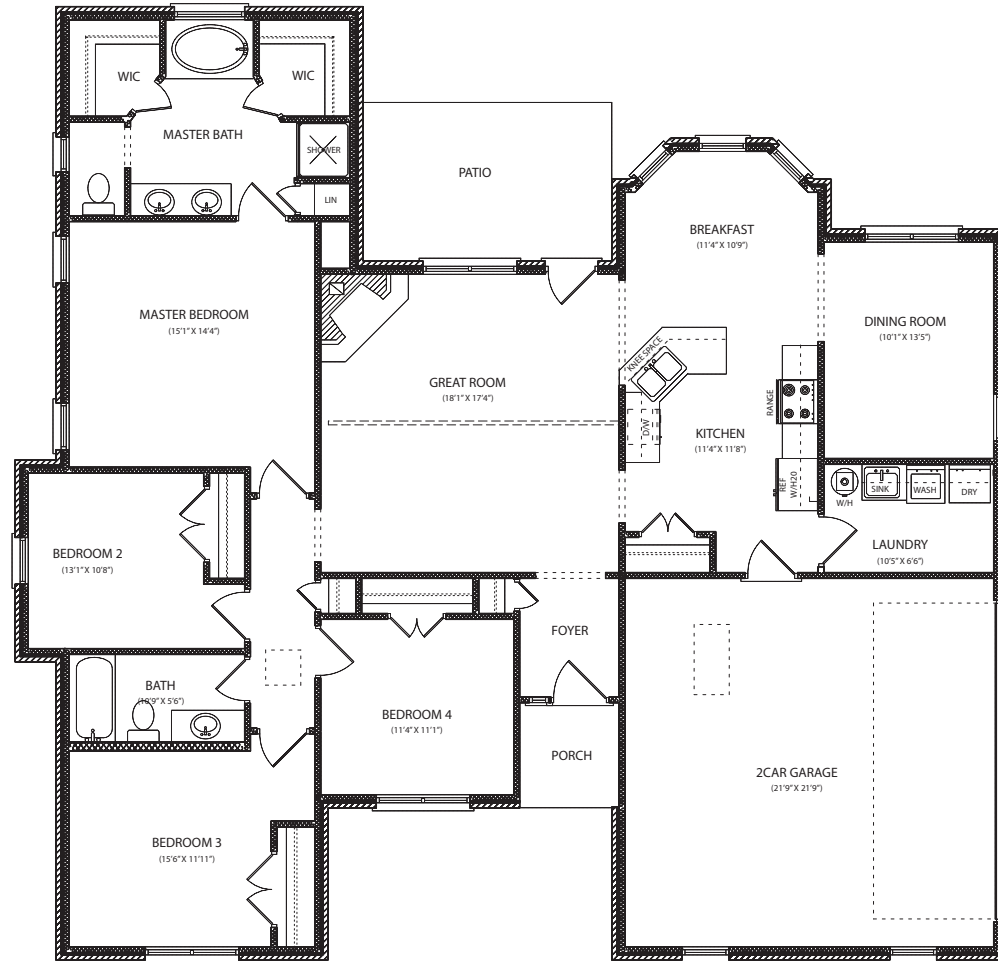 WIC
WIC
MASTER BATH
SHOWER
LIN
PATIO
BREAKFAST
(11'4" X 10'9")
MASTER BEDROOM
(15'1" X 14'4")
DINING ROOM
(10'1" X 13'5")
KNEE SPACE
GREAT ROOM
(18'1" X 17'4")
RANGE
D/W
KITCHEN
(11'4" X 11'8")
REF
W/H20
W/H
SINK
WASH
DRY
BEDROOM 2
(13'1" X 10'8")
LAUNDRY
(10'5" X 6'6")
FOYER
BATH
(10'9" X 5'6")
BEDROOM 4
(11'4" X 11'1")
PORCH
2CAR GARAGE
(21'9" X 21'9")
BEDROOM 3
(15'6" X 11'11")